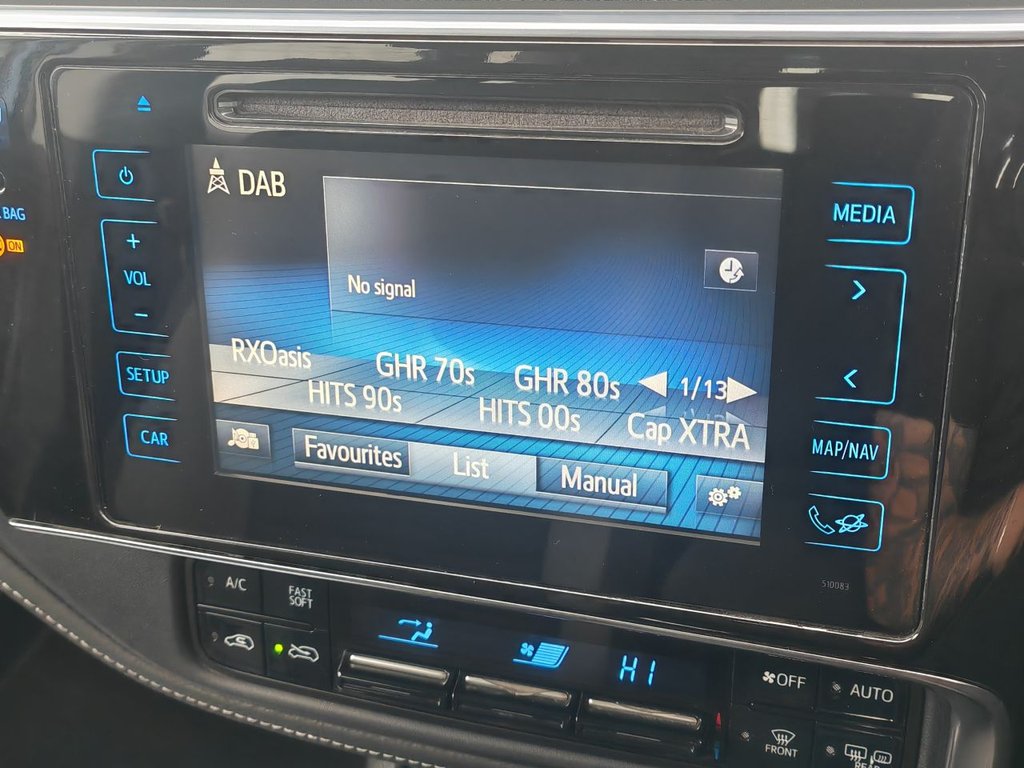 DAB
BAG
ON
+
VOL
-
SETUP
CAR
No signal
RXOasis GHR 70s GHR 80s 1/13
HITS 90s HITS 00s Cap XTRA
Favourites List Manual
MEDIA
>
<
MAP/NAV
510083
A/C
FAST
SOFT
HI
OFF
AUTO
FRONT
REAR